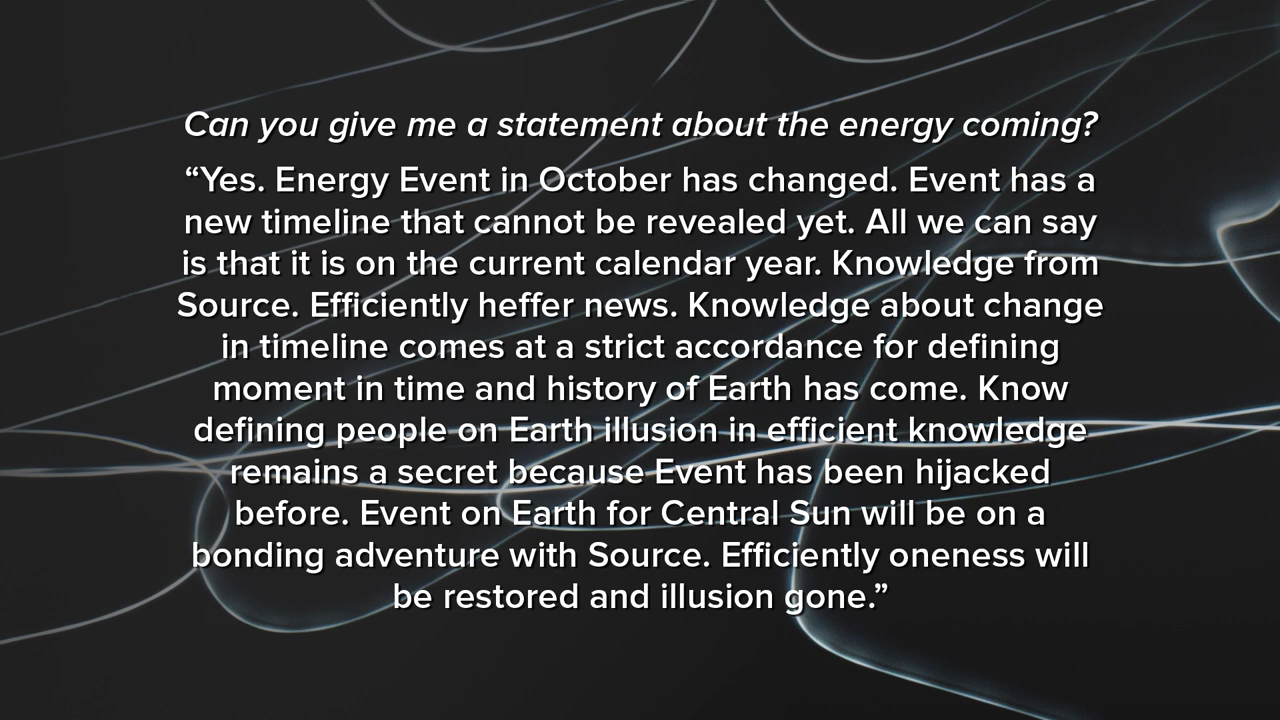 Can you give me a statement about the energy coming?
“Yes. Energy Event in October has changed. Event has a
new timeline that cannot be revealed yet. All we can say
is that it is on the current calendar year. Knowledge from
Source. Efficiently heffer news. Knowledge about change
in timeline comes at a strict accordance for defining
moment in time and history of Earth has come. Know
defining people on Earth illusion in efficient knowledge
remains a secret because Event has been hijacked
before. Event on Earth for Central Sun will be on a
bonding adventure with Source. Efficiently oneness will
be restored and illusion gone.”